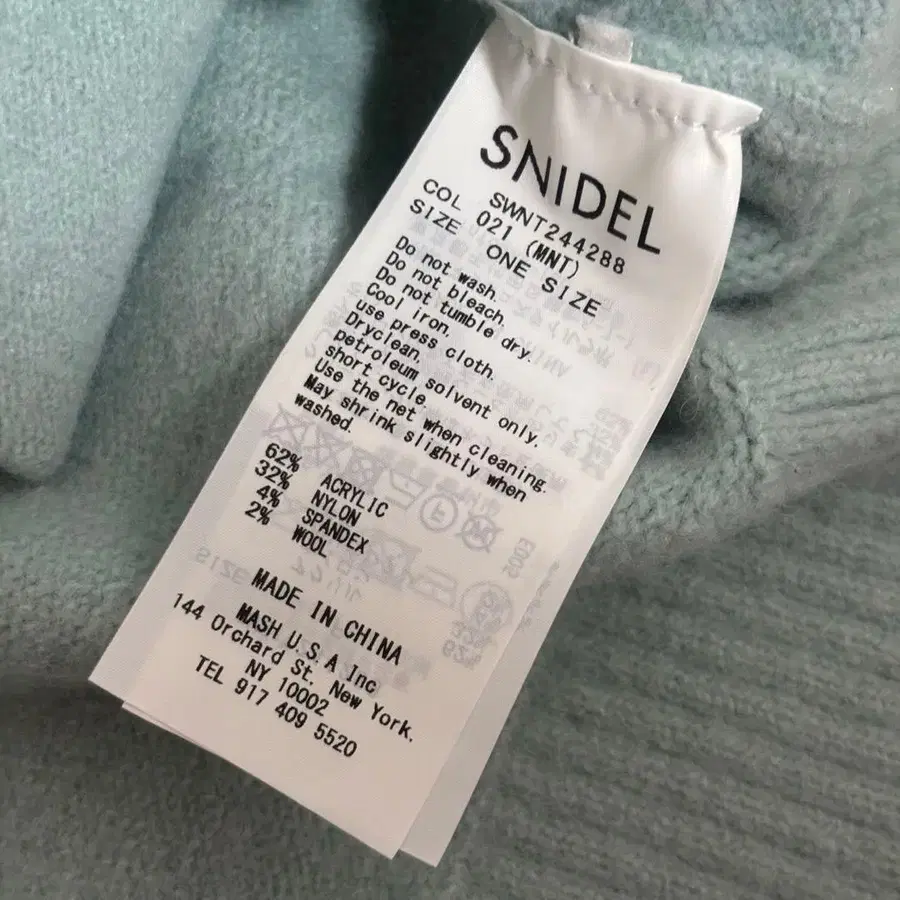 SNIDEL
SWNT244288
COL 021 (MNT)
SIZE ONE SIZE
Do not wash.
Do not bleach.
Do not tumble dry.
Cool iron.
use press cloth.
Dryclean.
petroleum solvent only.
short cycle.
Use the net when cleaning.
May shrink slightly when
washed.
62% ACRYLIC
32% NYLON
4% SPANDEX
2% WOOL
MADE IN CHINA
MASH U.S.A Inc
144 Orchard St. New York.
NY 10002
TEL 917 409 5520